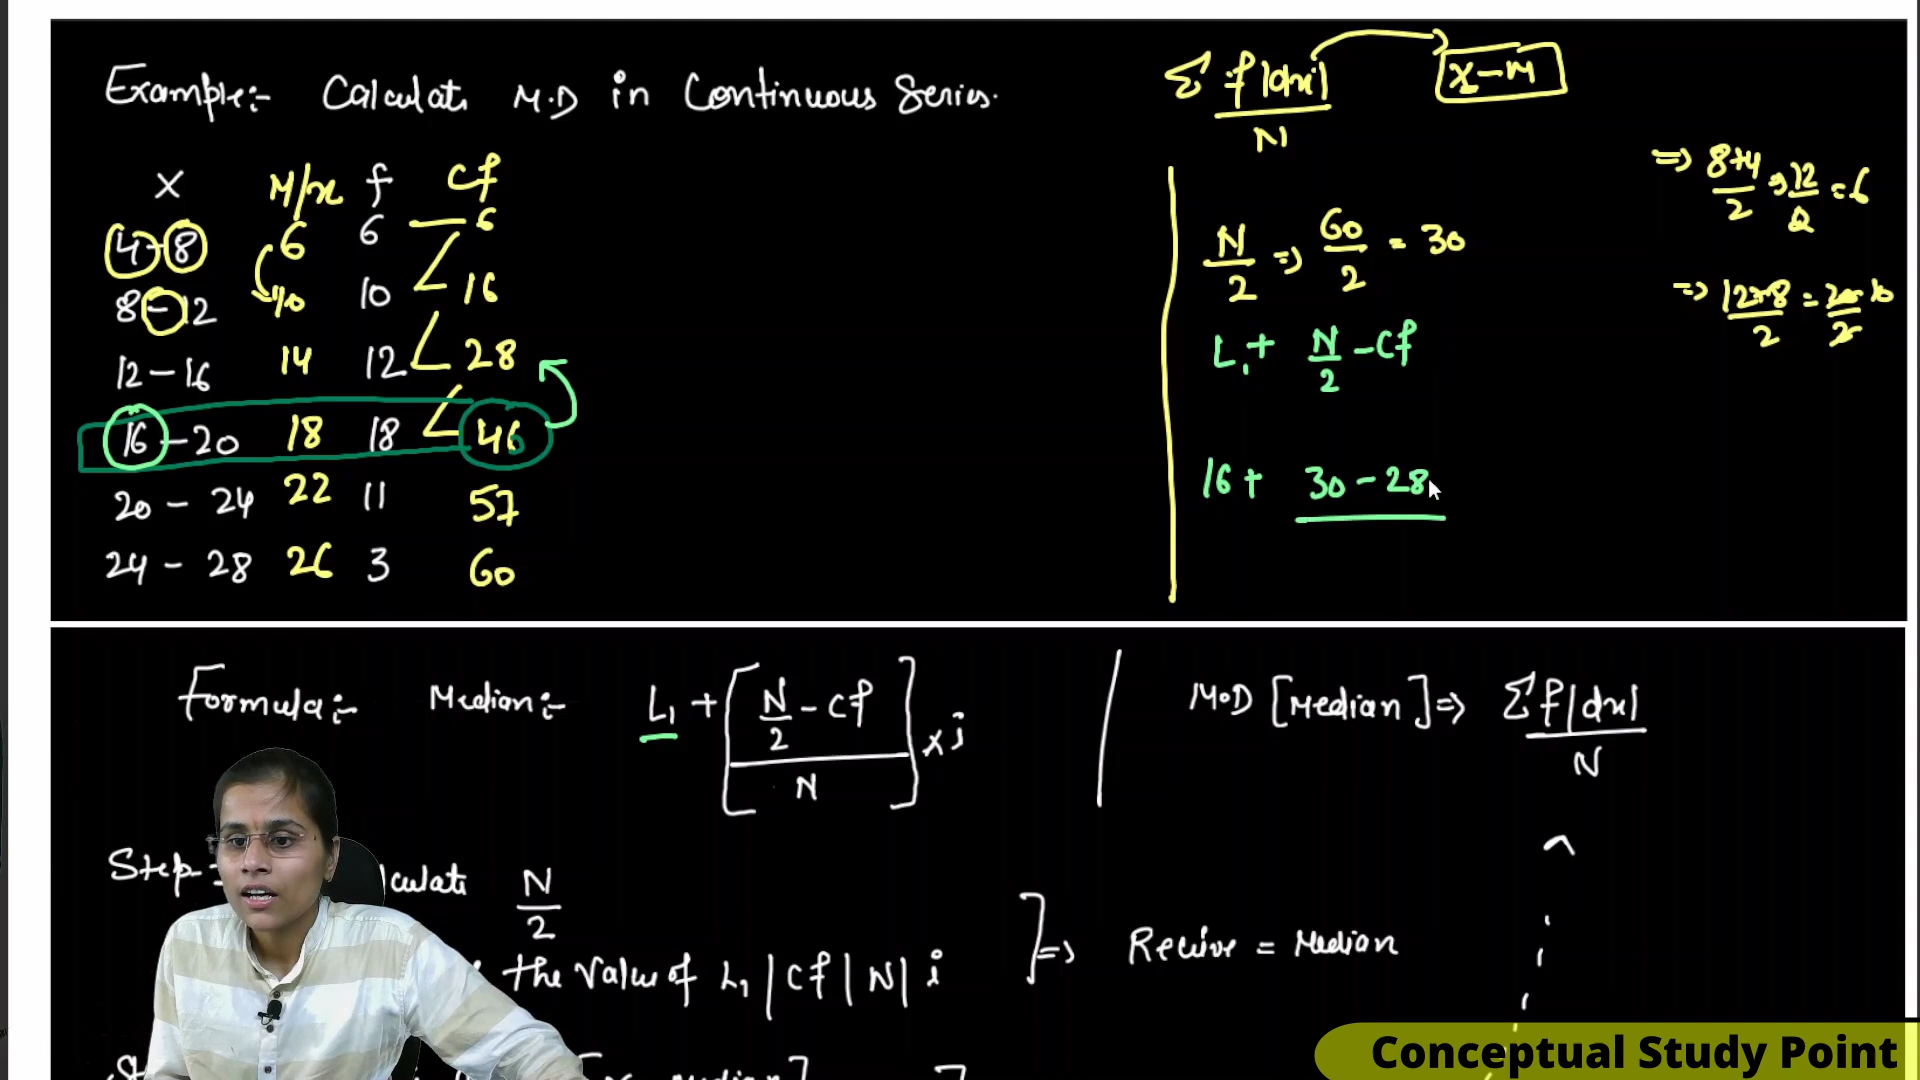 Example:- Calculate M.D in Continuous Series.
Σ f|dx| / N
X-M
X M/x f Cf
4-8 6 6 6
8-12 10 10 16
12-16 14 12 28
16-20 18 18 46
20-24 22 11 57
24-28 26 3 60
N/2 => 60/2 = 30
L1 + N/2 - Cf
16 + 30-28
=> 8+4/2 => 12/2 = 6
=> 12+8/2 = 20/2 10
Formula:- Median:- L1 + [N/2 - Cf / N] x i
M.D [Median] => Σf|dx| / N
Step
N/2
the value of L1 | Cf | N | i
=> = Median
Conceptual Study Point